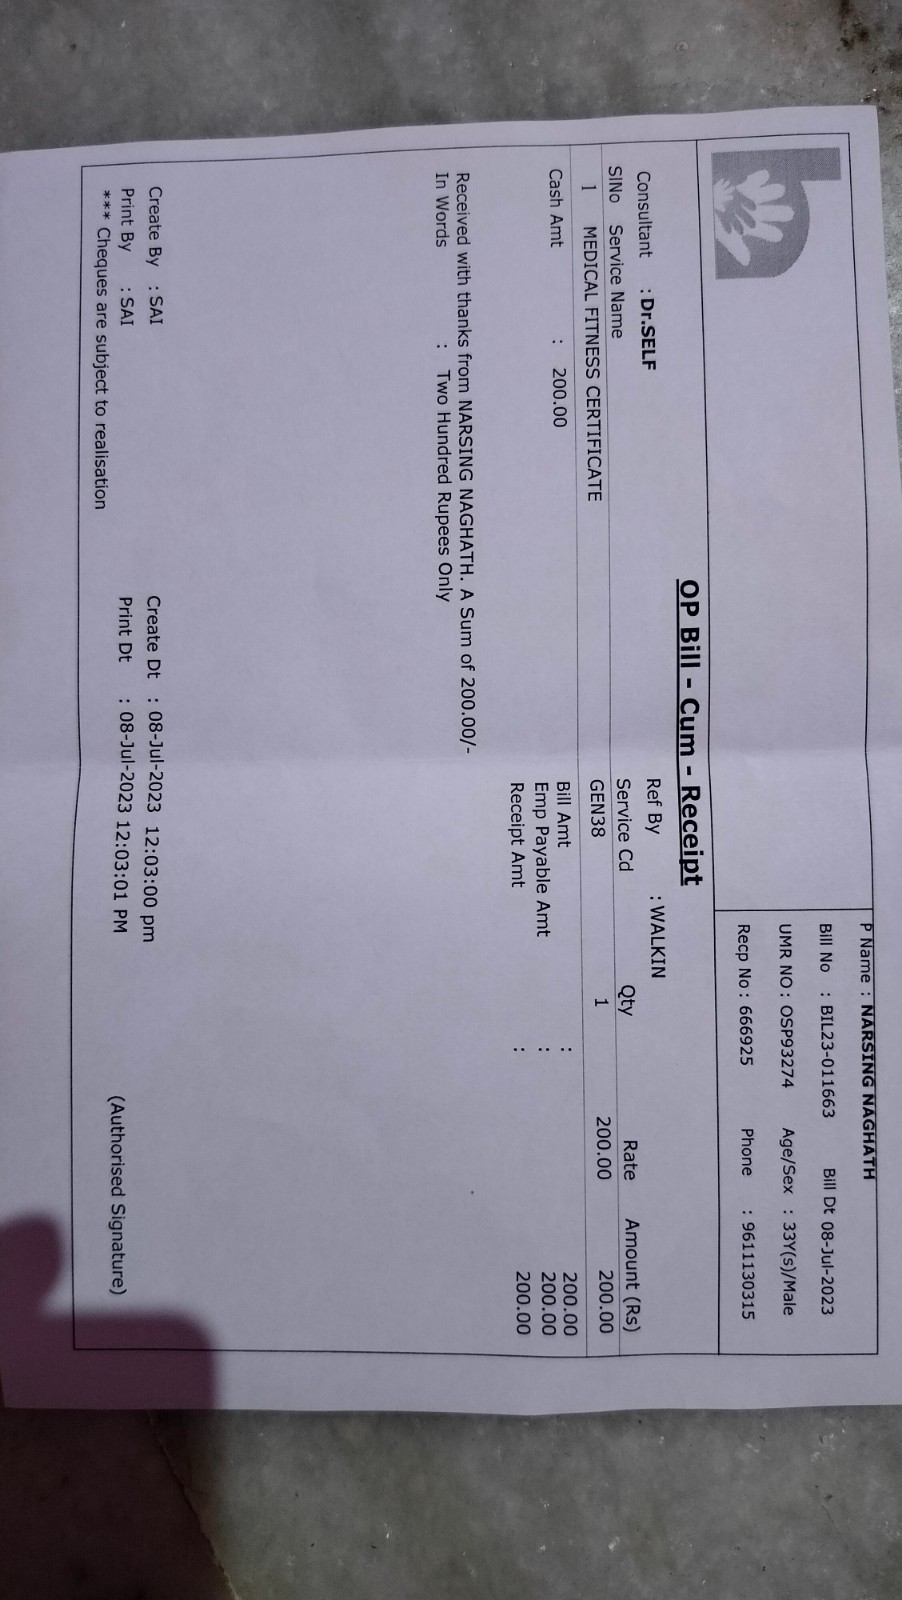 P Name : NARSING NAGHATH
Bill No : BIL23-011663 Bill Dt 08-Jul-2023
UMR NO : OSP93274 Age/Sex : 33Y(s)/Male
Recp No : 666925 Phone : 9611130315
OP Bill - Cum - Receipt
Consultant : Dr.SELF Ref By : WALKIN
SlNo Service Name Service Cd Qty Rate Amount (Rs)
1 MEDICAL FITNESS CERTIFICATE GEN38 1 200.00 200.00
Cash Amt : 200.00 Bill Amt : 200.00
Emp Payable Amt : 200.00
Receipt Amt : 200.00
Received with thanks from NARSING NAGHATH. A Sum of 200.00/-
In Words : Two Hundred Rupees Only
Create By : SAI Create Dt : 08-Jul-2023 12:03:00 pm
Print By : SAI Print Dt : 08-Jul-2023 12:03:01 PM
*** Cheques are subject to realisation (Authorised Signature)